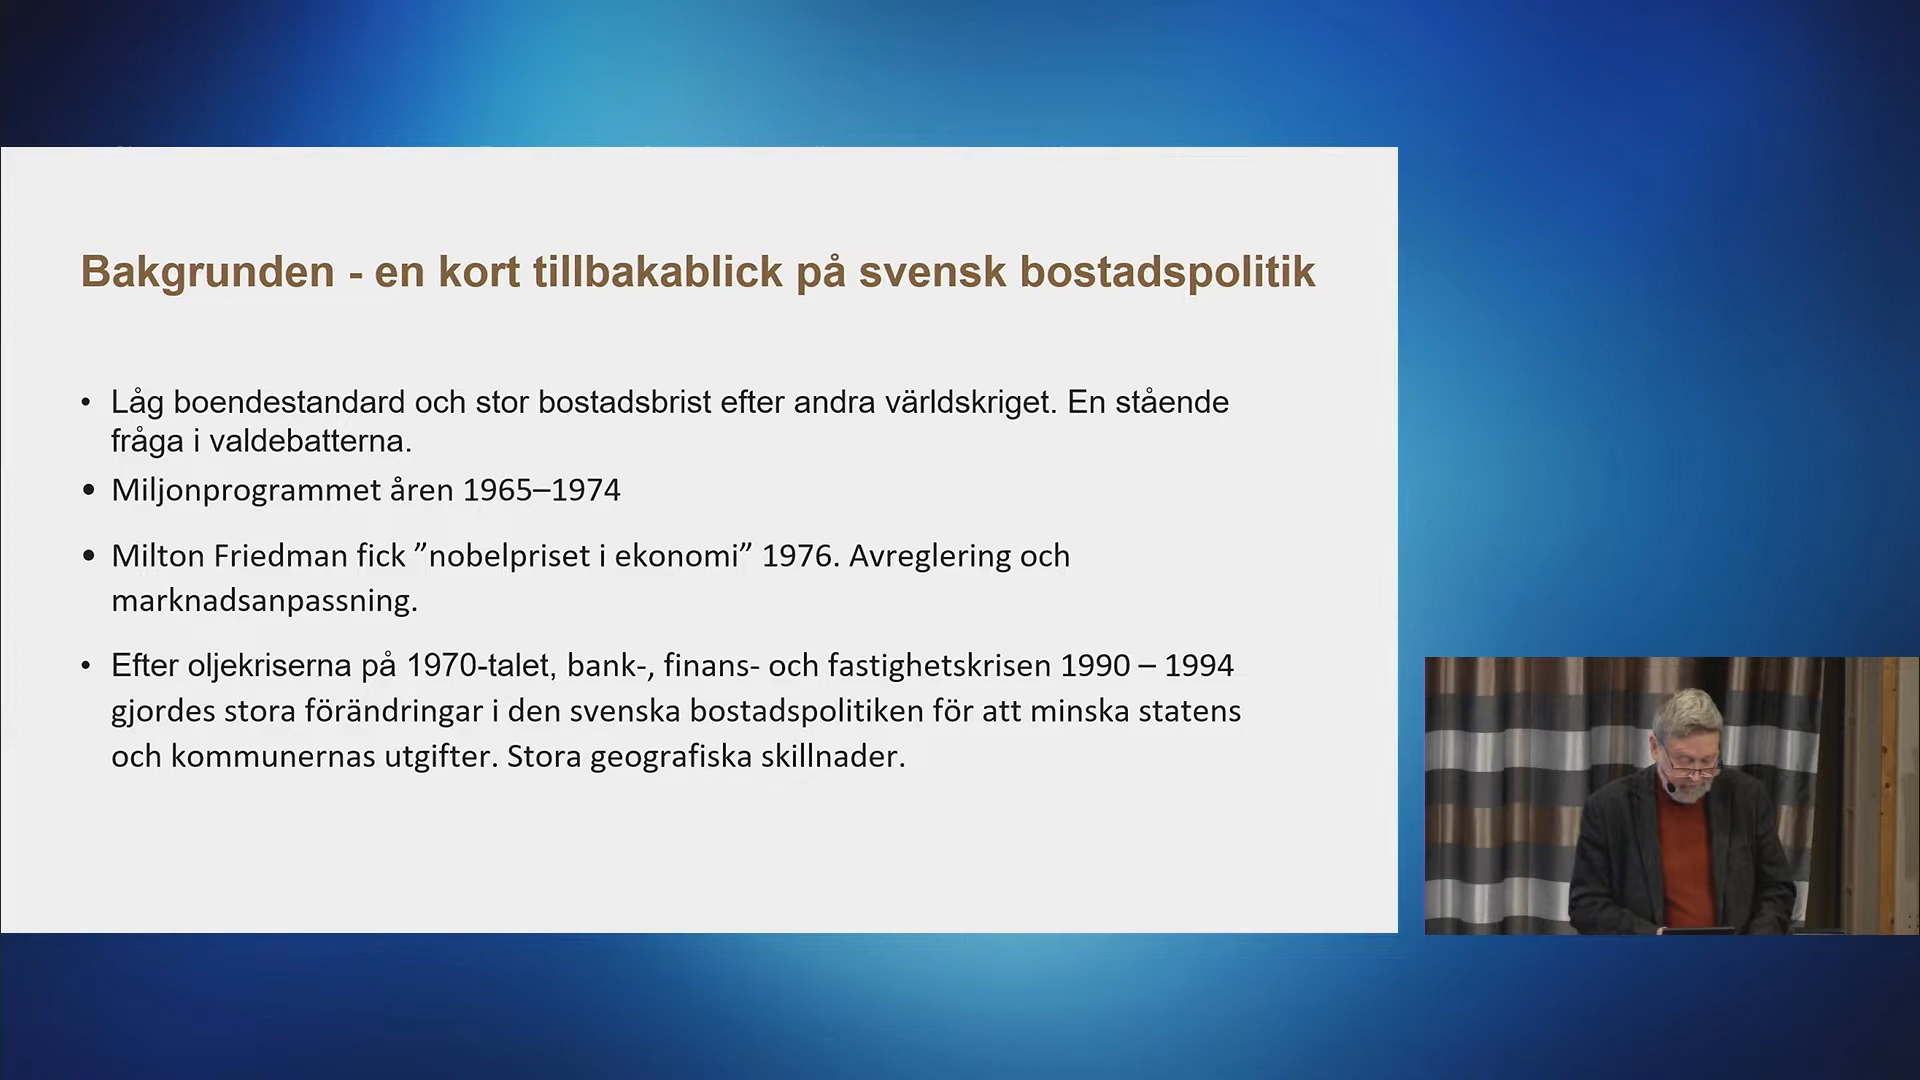 Bakgrunden - en kort tillbakablick på svensk bostadspolitik
• Låg boendestandard och stor bostadsbrist efter andra världskriget. En stående
fråga i valdebatterna.
• Miljonprogrammet åren 1965–1974
• Milton Friedman fick ”nobelpriset i ekonomi” 1976. Avreglering och
marknadsanpassning.
• Efter oljekriserna på 1970-talet, bank-, finans- och fastighetskrisen 1990 – 1994
gjordes stora förändringar i den svenska bostadspolitiken för att minska statens
och kommunernas utgifter. Stora geografiska skillnader.